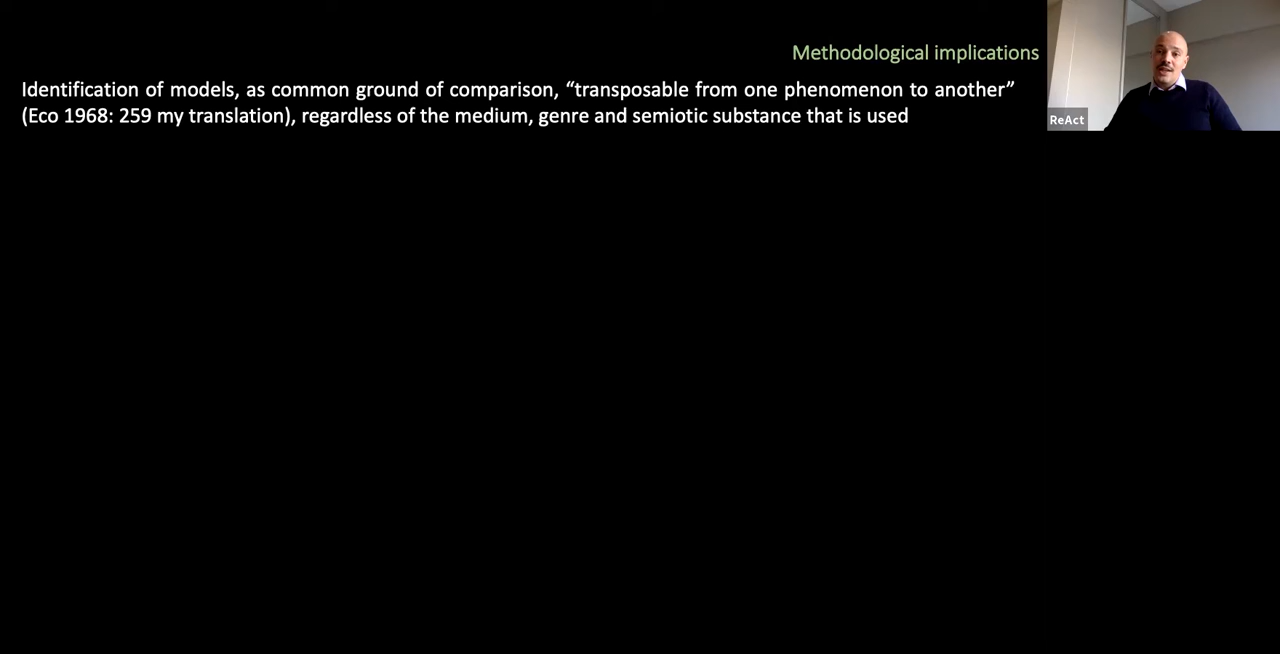 Methodological implications
Identification of models, as common ground of comparison, “transposable from one phenomenon to another”
(Eco 1968: 259 my translation), regardless of the medium, genre and semiotic substance that is used
ReAct